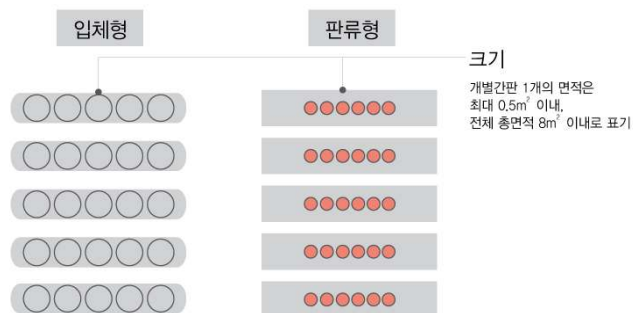 입체형
판류형
크기
개별간판 1개의 면적은
최대 0.5m² 이내,
전체 총면적 8m² 이내로 표기